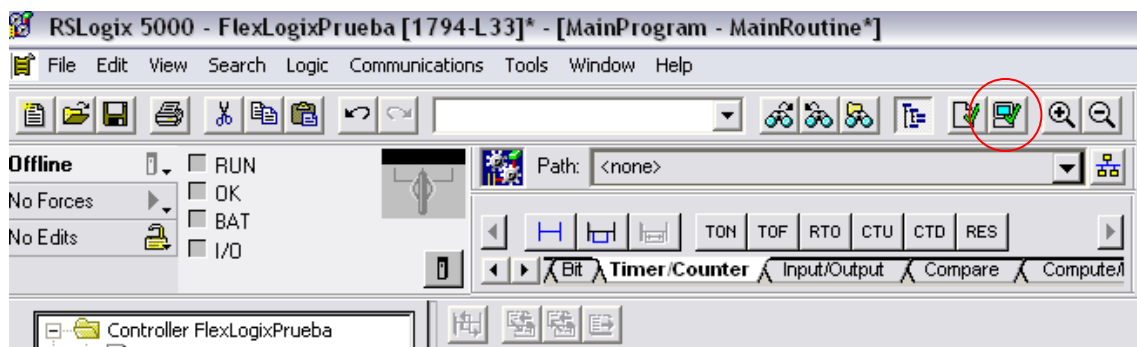 RSLogix 5000 - FlexLogixPrueba [1794-L33]* - [MainProgram - MainRoutine*]
File Edit View Search Logic Communications Tools Window Help
Offline
RUN
Path: <none>
No Forces
OK
BAT
No Edits
I/O
TON TOF RTO CTU CTD RES
Bit Timer/Counter Input/Output Compare
Controller FlexLogixPrueba